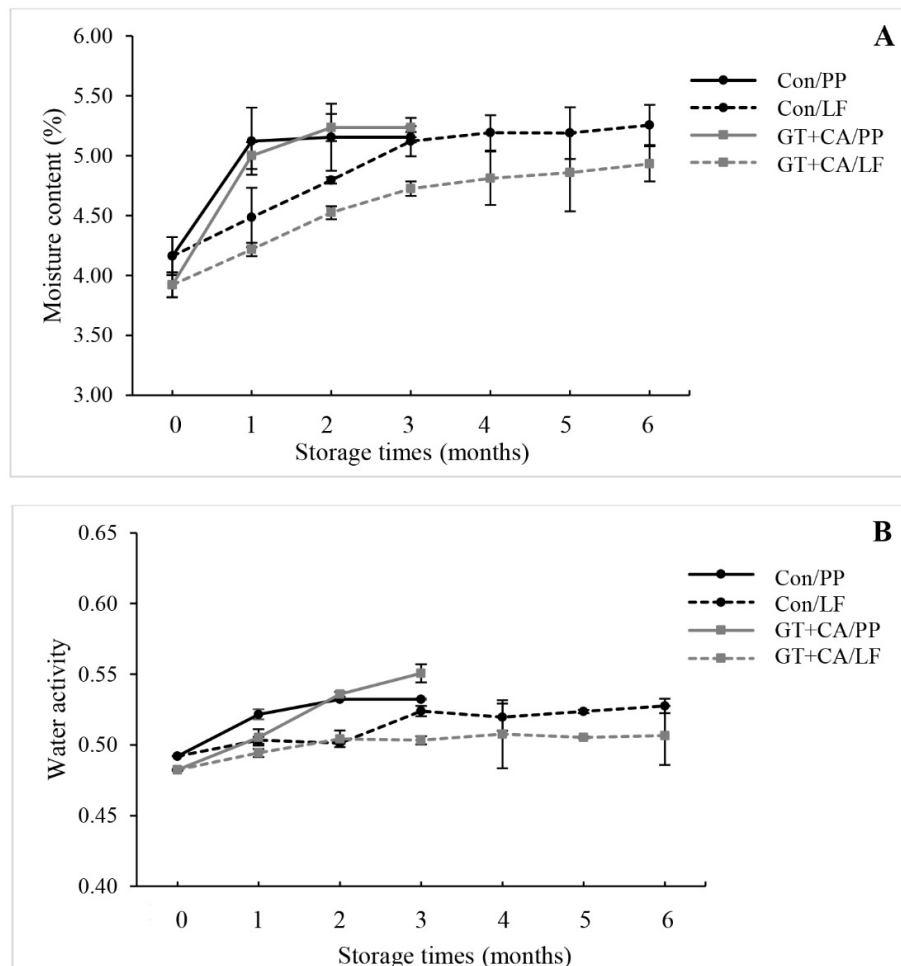 A
6.00
5.50
5.00
4.50
4.00
3.50
3.00
Moisture content (%)
0 1 2 3 4 5 6
Storage times (months)
Con/PP
Con/LF
GT+CA/PP
GT+CA/LF
B
0.65
0.60
0.55
0.50
0.45
0.40
Water activity
0 1 2 3 4 5 6
Storage times (months)
Con/PP
Con/LF
GT+CA/PP
GT+CA/LF